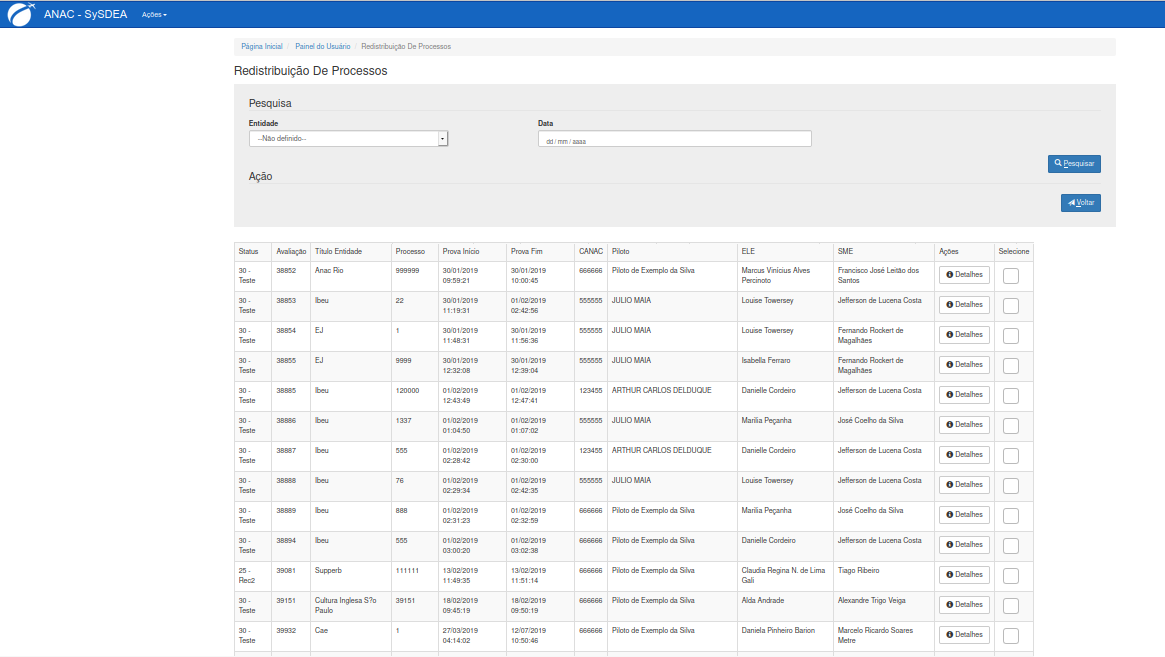 ANAC - SySDEA Ações
Página Inicial / Painel do Usuário / Redistribuição De Processos
Redistribuição De Processos
Pesquisa
Entidade Data
--Não definido-- dd / mm / aaaa
Pesquisar
Ação
Voltar
Status Avaliação Título Entidade Processo Prova Início Prova Fim CANAC Piloto ELE SME Ações Selecione
30 - 38852 Anac Rio 999999 30/01/2019 30/01/2019 666666 Piloto de Exemplo da Silva Marcus Vinicius Alves Francisco José Leitão dos Detalhes
Teste 09:59:21 10:00:45 Percinoto Santos
30 - 38853 Ibeu 22 30/01/2019 01/02/2019 555555 JULIO MAIA Louise Towersey Jefferson de Lucena Costa Detalhes
Teste 11:19:31 02:42:56
30 - 38854 EJ 1 30/01/2019 30/01/2019 555555 JULIO MAIA Louise Towersey Fernando Rockert de Detalhes
Teste 11:48:31 11:56:36 Magalhães
30 - 38855 EJ 9999 30/01/2019 30/01/2019 555555 JULIO MAIA Isabella Ferraro Fernando Rockert de Detalhes
Teste 12:32:08 12:39:04 Magalhães
30 - 38885 Ibeu 120000 01/02/2019 01/02/2019 123455 ARTHUR CARLOS DELDUQUE Danielle Cordeiro Jefferson de Lucena Costa Detalhes
Teste 12:43:49 12:47:41
30 - 38886 Ibeu 1337 01/02/2019 01/02/2019 555555 JULIO MAIA Marilia Peçanha José Coelho da Silva Detalhes
Teste 01:04:50 01:07:02
30 - 38887 Ibeu 555 01/02/2019 01/02/2019 123455 ARTHUR CARLOS DELDUQUE Danielle Cordeiro Jefferson de Lucena Costa Detalhes
Teste 02:28:42 02:30:00
30 - 38888 Ibeu 76 01/02/2019 01/02/2019 555555 JULIO MAIA Louise Towersey Jefferson de Lucena Costa Detalhes
Teste 02:29:34 02:42:35
30 - 38889 Ibeu 888 01/02/2019 01/02/2019 666666 Piloto de Exemplo da Silva Marilia Peçanha José Coelho da Silva Detalhes
Teste 02:31:23 02:32:59
30 - 38894 Ibeu 555 01/02/2019 01/02/2019 666666 Piloto de Exemplo da Silva Danielle Cordeiro Jefferson de Lucena Costa Detalhes
Teste 03:00:20 03:02:38
25 - 39081 Supperb 111111 13/02/2019 13/02/2019 666666 Piloto de Exemplo da Silva Claudia Regina N. de Lima Tiago Ribeiro Detalhes
Rec2 11:49:35 11:51:14 Gali
30 - 39151 Cultura Inglesa S?o 39151 18/02/2019 18/02/2019 666666 Piloto de Exemplo da Silva Alda Andrade Alexandre Trigo Veiga Detalhes
Teste Paulo 09:45:19 09:50:19
30 - 39932 Cae 1 27/03/2019 12/07/2019 666666 Piloto de Exemplo da Silva Daniela Pinheiro Barion Marcelo Ricardo Soares Detalhes
Teste 04:14:02 10:50:46 Metre